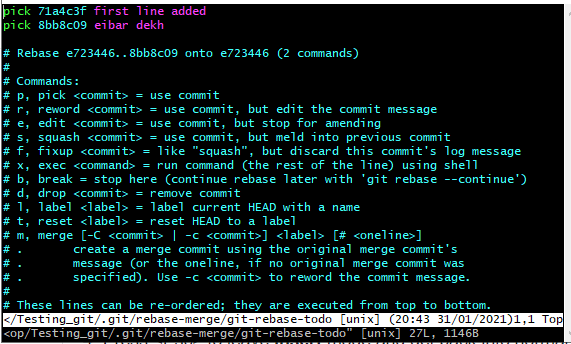 pick 71a4c3f first line added
pick 8bb8c09 eibar dekh

# Rebase e723446..8bb8c09 onto e723446 (2 commands)
#
# Commands:
# p, pick <commit> = use commit
# r, reword <commit> = use commit, but edit the commit message
# e, edit <commit> = use commit, but stop for amending
# s, squash <commit> = use commit, but meld into previous commit
# f, fixup <commit> = like "squash", but discard this commit's log message
# x, exec <command> = run command (the rest of the line) using shell
# b, break = stop here (continue rebase later with 'git rebase --continue')
# d, drop <commit> = remove commit
# l, label <label> = label current HEAD with a name
# t, reset <label> = reset HEAD to a label
# m, merge [-C <commit> | -c <commit>] <label> [# <oneline>]
# .       create a merge commit using the original merge commit's
# .       message (or the oneline, if no original merge commit was
# .       specified). Use -c <commit> to reword the commit message.
#
# These lines can be re-ordered; they are executed from top to bottom.
</Testing_git/.git/rebase-merge/git-rebase-todo [unix] (20:43 31/01/2021)1,1 Top
<op/Testing_git/.git/rebase-merge/git-rebase-todo" [unix] 27L, 1146B